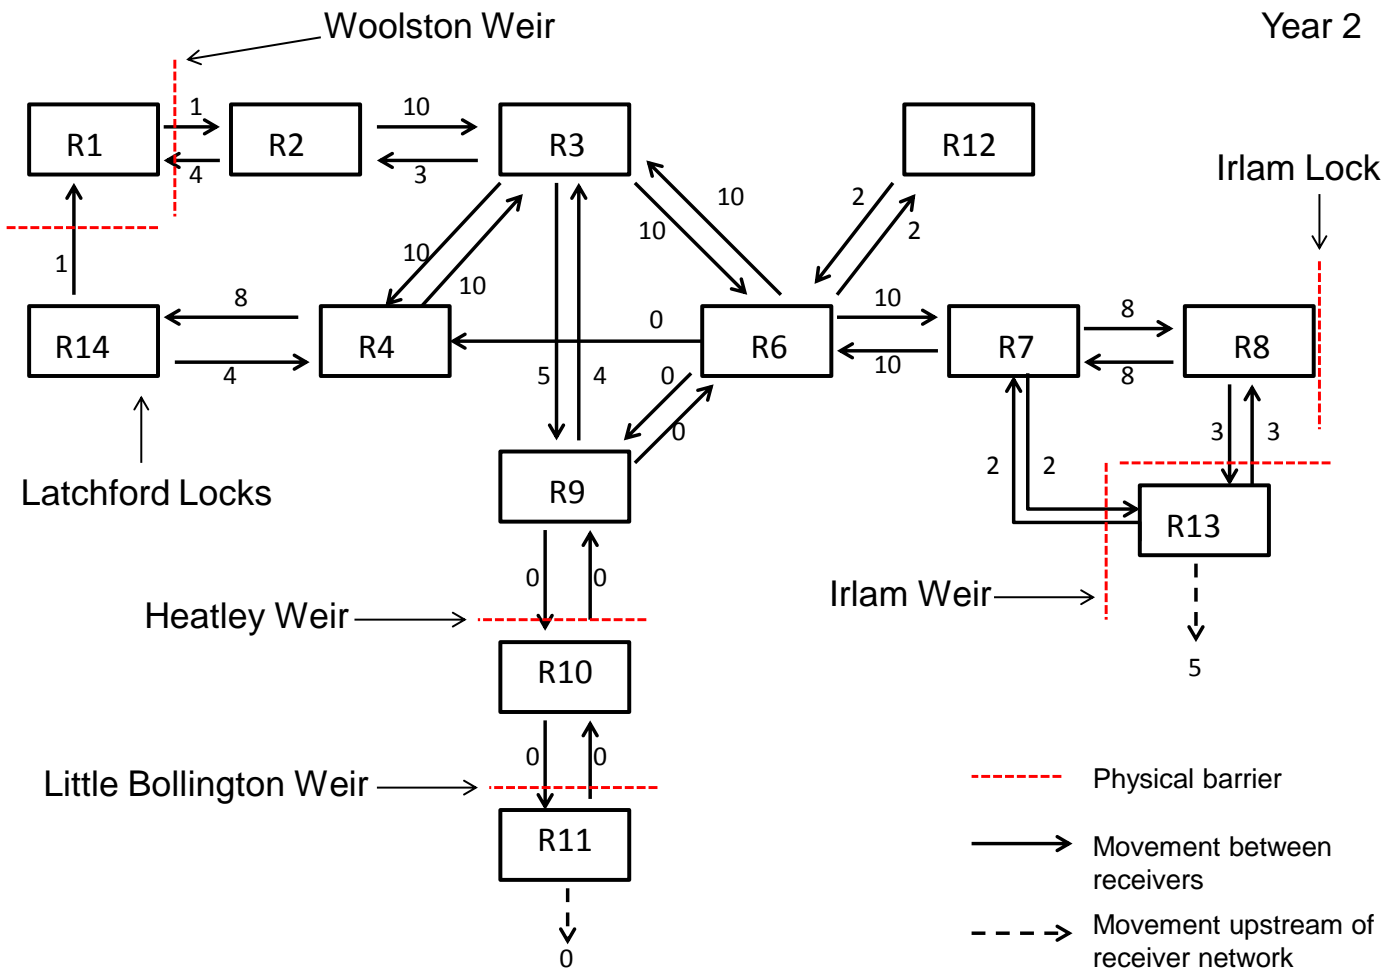 Woolston Weir
Year 2
1
10
R1
R2
R3
R12
4
3
Irlam Lock
2
10
10
2
1
10
10
8
0
10
8
R14
R4
R6
R7
R8
4
5
4
0
10
8
0
3
3
2
2
Latchford Locks
R9
R13
0
0
Irlam Weir
Heatley Weir
R10
5
0
0
Little Bollington Weir
Physical barrier
R11
Movement between
receivers
Movement upstream of
receiver network
0